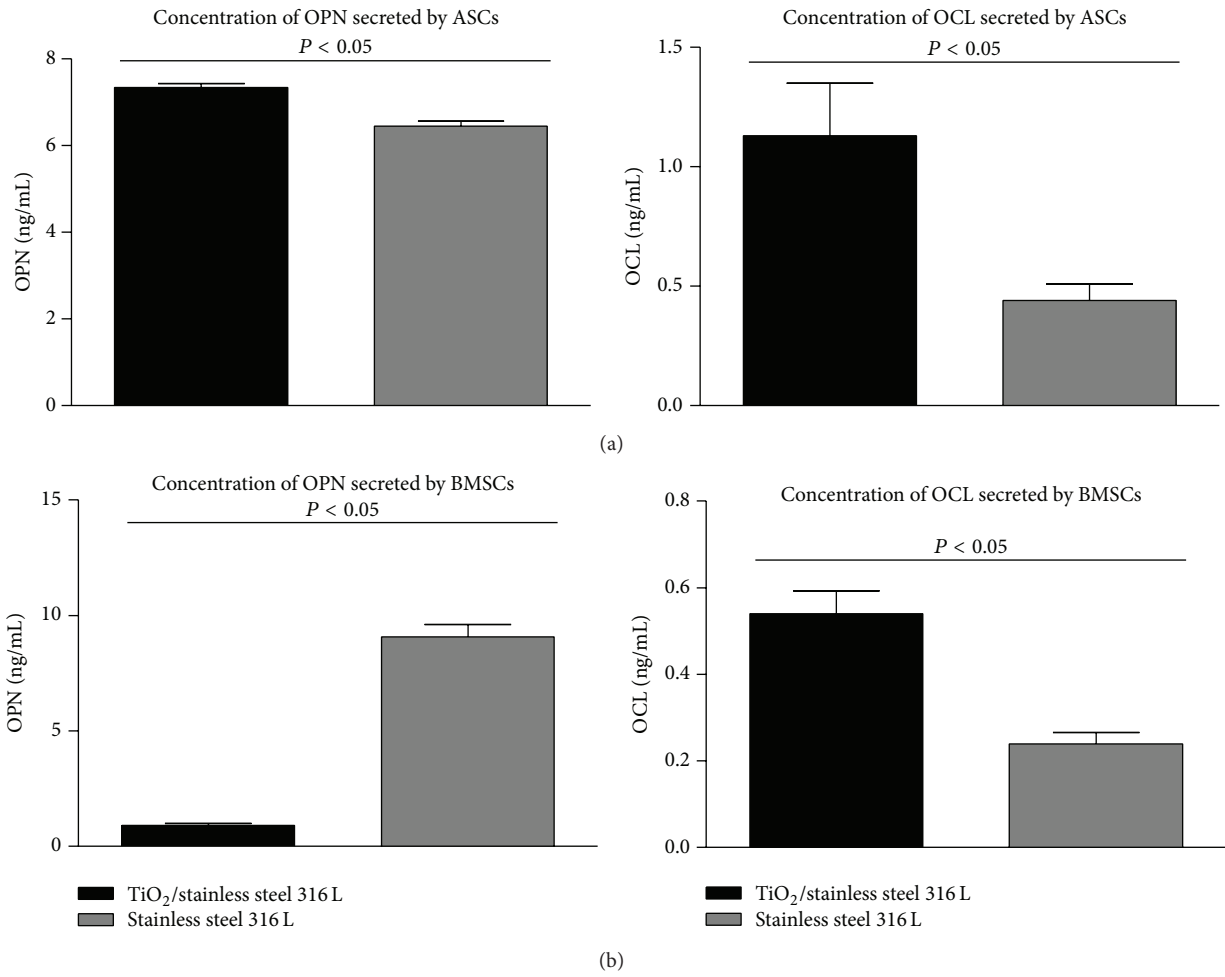 Concentration of OPN secreted by ASCs
P < 0.05
8
6
4
2
0
OPN (ng/mL)
Concentration of OCL secreted by ASCs
P < 0.05
1.5
1.0
0.5
0.0
OCL (ng/mL)
(a)
Concentration of OPN secreted by BMSCs
P < 0.05
15
10
5
0
OPN (ng/mL)
TiO₂/stainless steel 316 L
Stainless steel 316 L
Concentration of OCL secreted by BMSCs
P < 0.05
0.8
0.6
0.4
0.2
0.0
OCL (ng/mL)
TiO₂/stainless steel 316 L
Stainless steel 316 L
(b)